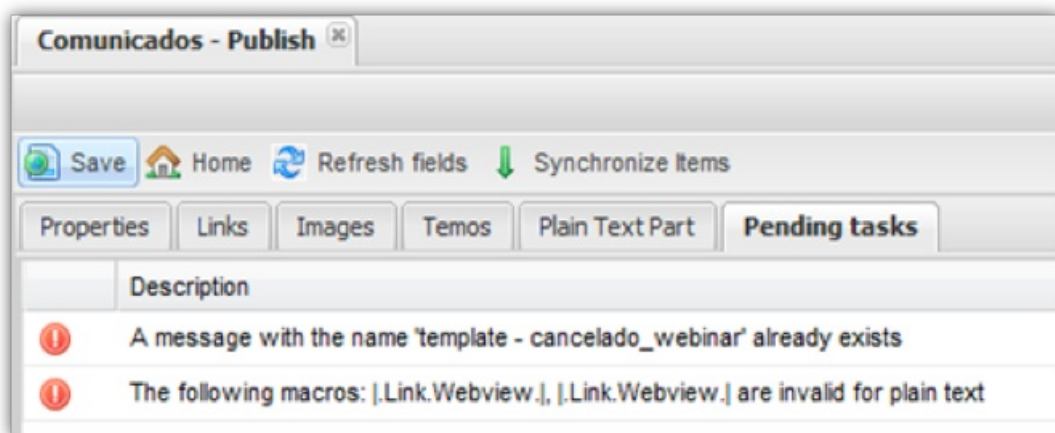 Comunicados - Publish
Save Home Refresh fields Synchronize Items
Properties Links Images Temos Plain Text Part Pending tasks
Description
A message with the name 'template - cancelado_webinar' already exists
The following macros: |.Link.Webview.|, |.Link.Webview.| are invalid for plain text